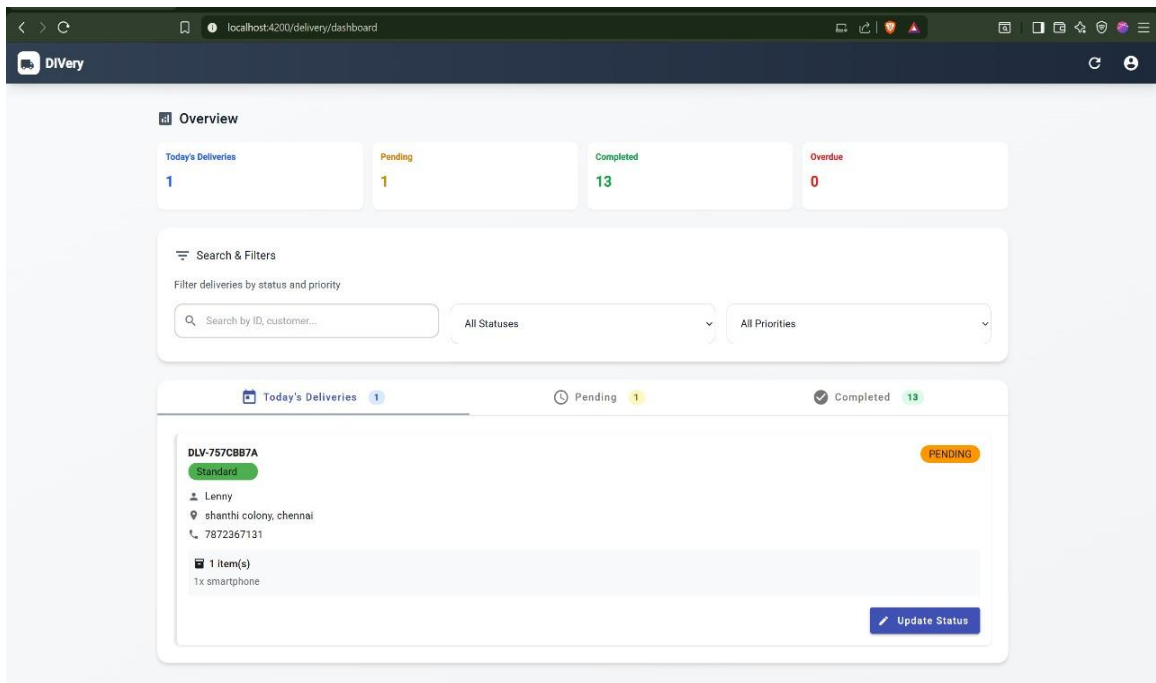 localhost:4200/delivery/dashboard
DIVery
Overview
Today's Deliveries Pending Completed Overdue
1 1 13 0
Search & Filters
Filter deliveries by status and priority
Search by ID, customer... All Statuses All Priorities
Today's Deliveries 1 Pending 1 Completed 13
DLV-757CBB7A PENDING
Standard
Lenny
shanthi colony, chennai
7872367131
1 item(s)
1x smartphone
Update Status